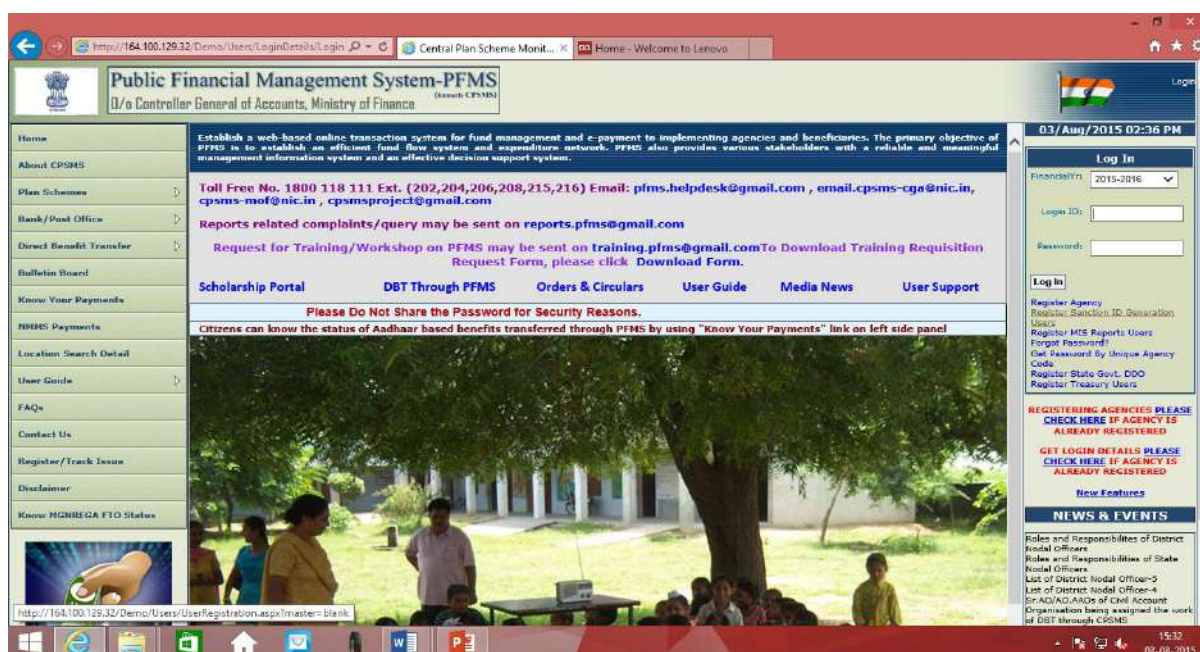 http://164.100.129.32/Demo/Users/LoginDetails/Login
Central Plan Scheme Monit...
Home - Welcome to Lenovo
Public Financial Management System-PFMS
(formerly CPSMS)
O/o Controller General of Accounts, Ministry of Finance
Login
Home
About CPSMS
Plan Schemes
Bank/Post Office
Direct Benefit Transfer
Bulletin Board
Know Your Payments
NMMS Payments
Location Search Detail
User Guide
FAQs
Contact Us
Register/Track Issue
Disclaimer
Know MGNREGA FTO Status
Establish a web-based online transaction system for fund management and e-payment to implementing agencies and beneficiaries. The primary objective of
PFMS is to establish an efficient fund flow system and expenditure network. PFMS also provides various stakeholders with a reliable and meaningful
management information system and an effective decision support system.
Toll Free No. 1800 118 111 Ext. (202,204,206,208,215,216) Email: pfms.helpdesk@gmail.com , email.cpsms-cga@nic.in,
cpsms-mof@nic.in , cpsmsproject@gmail.com
Reports related complaints/query may be sent on reports.pfms@gmail.com
Request for Training/Workshop on PFMS may be sent on training.pfms@gmail.comTo Download Training Requisition
Request Form, please click Download Form.
Scholarship Portal DBT Through PFMS Orders & Circulars User Guide Media News User Support
Please Do Not Share the Password for Security Reasons.
Citizens can know the status of Aadhaar based benefits transferred through PFMS by using "Know Your Payments" link on left side panel
03/Aug/2015 02:36 PM
Log In
FinancialYr: 2015-2016
Login ID:
Password:
Log In
Register Agency
Register Sanction ID Generation
Users
Register MIS Reports Users
Forgot Password?
Get Password By Unique Agency
Code
Register State Govt. DDO
Register Treasury Users
REGISTERING AGENCIES PLEASE
CHECK HERE IF AGENCY IS
ALREADY REGISTERED
GET LOGIN DETAILS PLEASE
CHECK HERE IF AGENCY IS
ALREADY REGISTERED
New Features
NEWS & EVENTS
Roles and Responsibilites of District
Nodal Officers
Roles and Responsibilities of State
Nodal Officers
List of District Nodal Officer-5
List of District Nodal Officer-4
Sr.AO/AO.AAOs of Civil Account
Organisation being assigned the work
of DBT through CPSMS
http://164.100.129.32/Demo/Users/UserRegistration.aspx?master=blank
15:32
03-08-2015